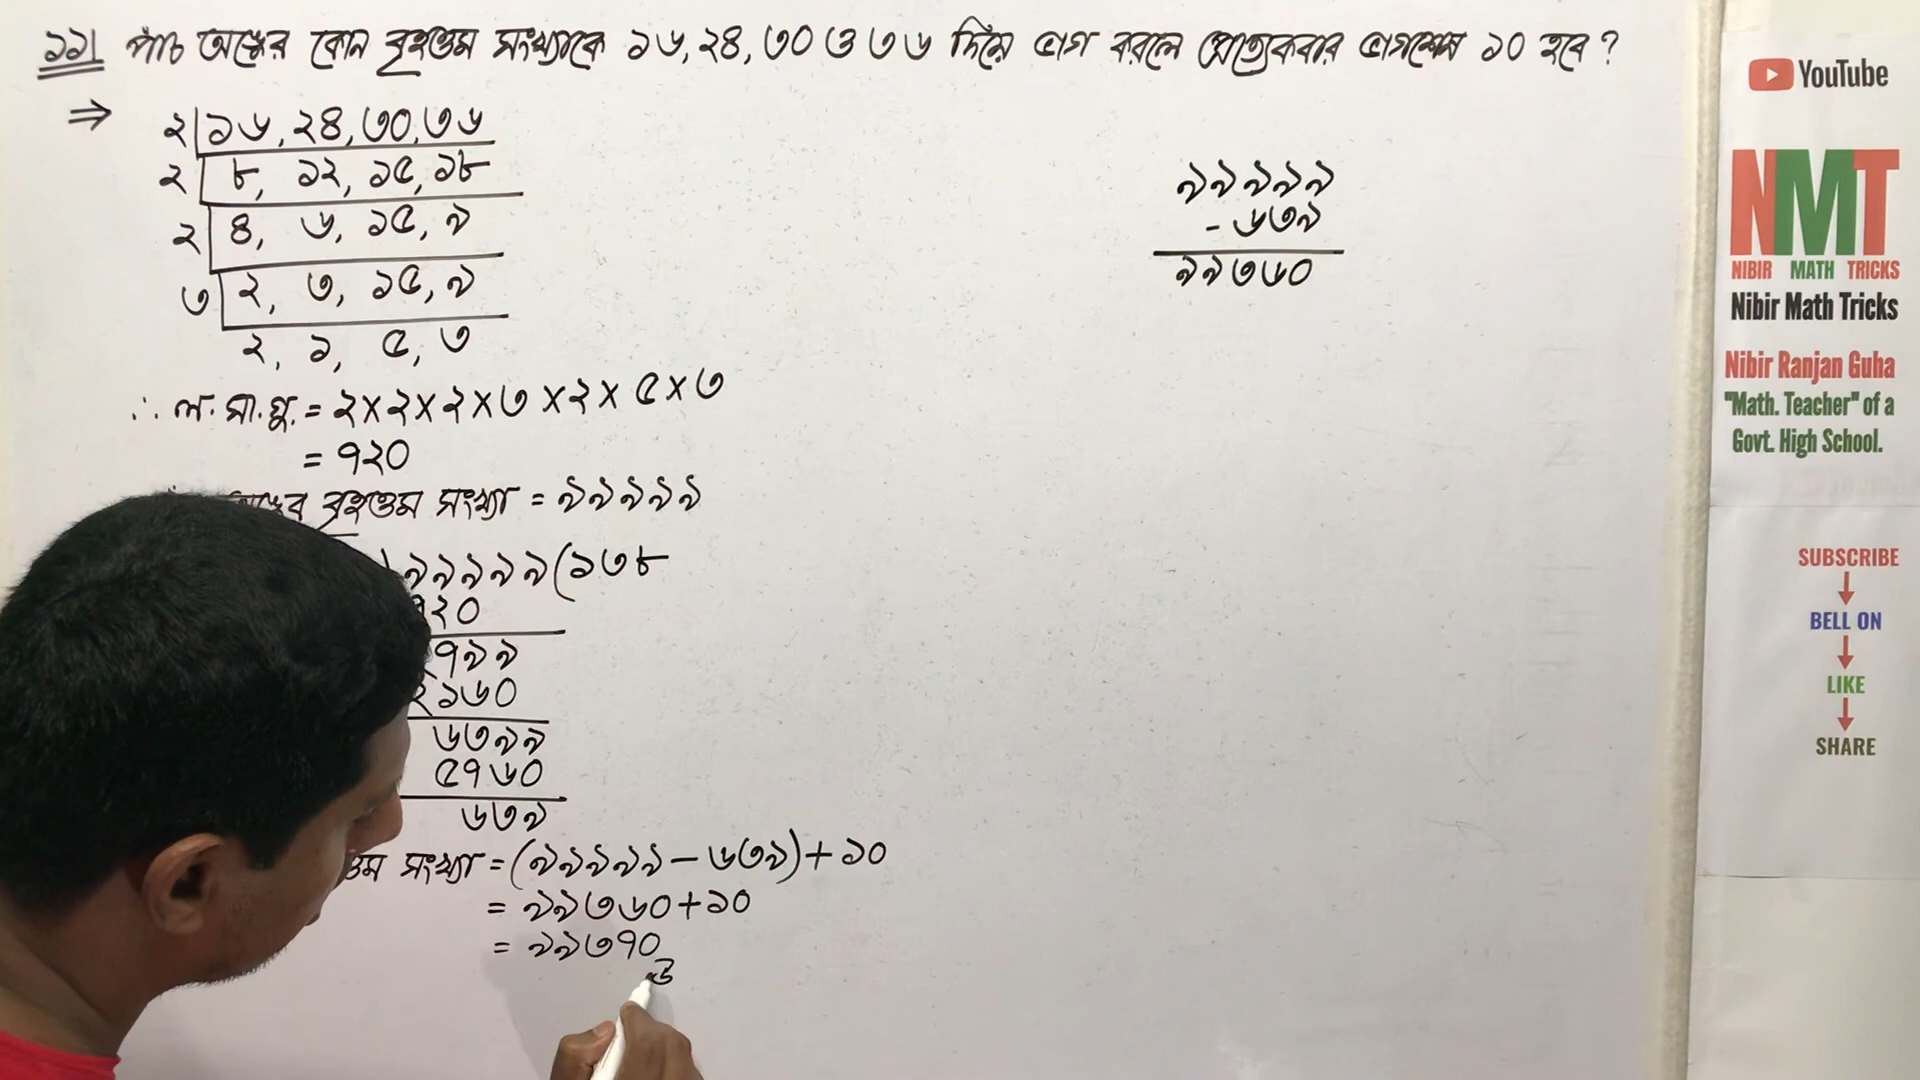 ১১। পাঁচ অঙ্কের কোন বৃহত্তম সংখ্যাকে ১৬, ২৪, ৩০ ও ৩৬ দিয়ে ভাগ করলে প্রত্যেকবার ভাগশেষ ১০ হবে ?
⇒ ২ ১৬, ২৪, ৩০, ৩৬
২ ৮, ১২, ১৫, ১৮
২ ৪, ৬, ১৫, ৯
৩ ২, ৩, ১৫, ৯
২, ১, ৫, ৩
∴ ল. সা. গু. = ২×২×২×৩×২×৫×৩
= ৭২০
অঙ্কের বৃহত্তম সংখ্যা = ৯৯৯৯৯
)৯৯৯৯৯(১৩৮
৭২০
২৭৯৯
২১৬০
৬৩৯৯
৫৭৬০
৬৩৯
সংখ্যা = (৯৯৯৯৯ - ৬৩৯) + ১০
= ৯৯৩৬০ + ১০
= ৯৯৩৭০
উ
৯৯৯৯৯
- ৬৩৯
৯৯৩৬০
YouTube
NMT
NIBIR MATH TRICKS
Nibir Math Tricks
Nibir Ranjan Guha
"Math. Teacher" of a
Govt. High School.
SUBSCRIBE
BELL ON
LIKE
SHARE